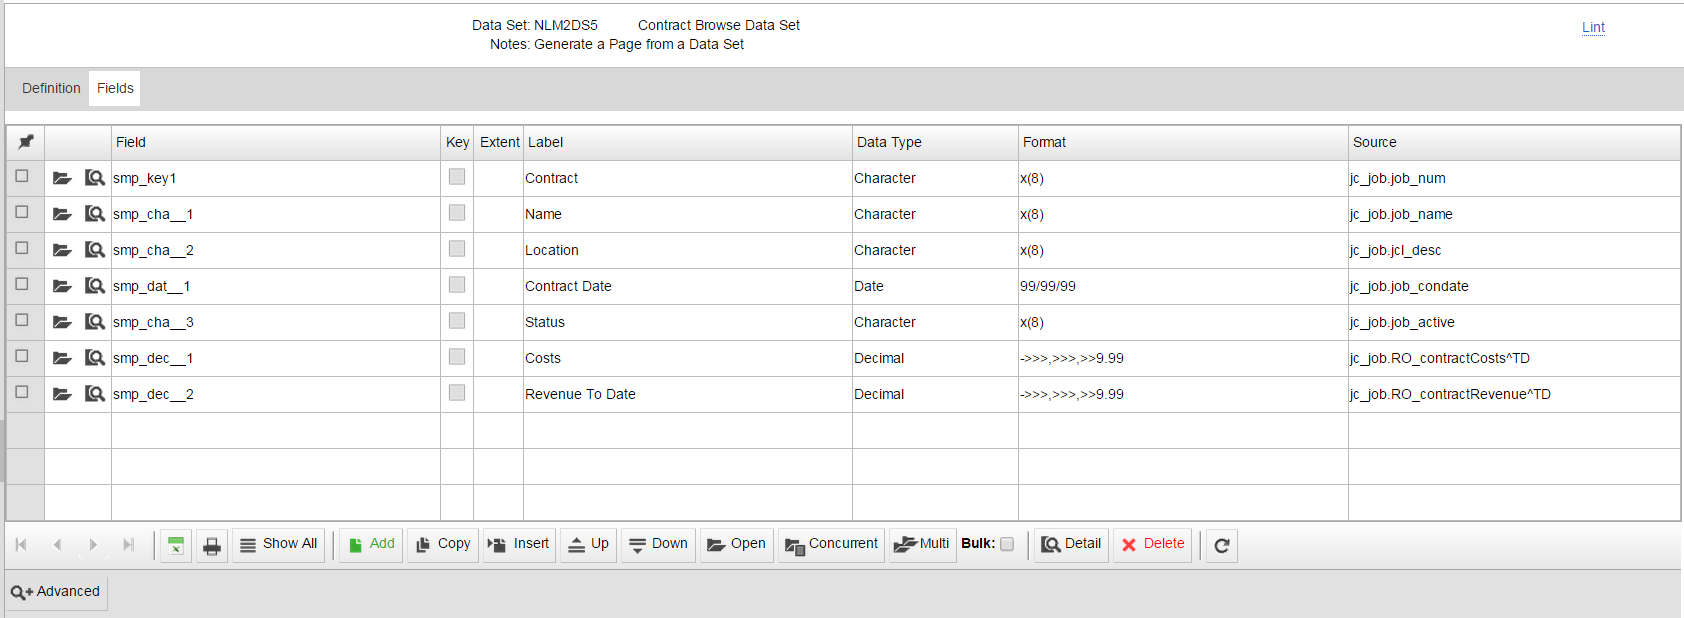 Data Set: NLM2DS5 Contract Browse Data Set
Lint
Notes: Generate a Page from a Data Set
Definition Fields
Field Key Extent Label Data Type Format Source
smp_key1 Contract Character x(8) jc_job.job_num
smp_cha__1 Name Character x(8) jc_job.job_name
smp_cha__2 Location Character x(8) jc_job.jcl_desc
smp_dat__1 Contract Date Date 99/99/99 jc_job.job_condate
smp_cha__3 Status Character x(8) jc_job.job_active
smp_dec__1 Costs Decimal ->>>,>>>,>>9.99 jc_job.RO_contractCosts^TD
smp_dec__2 Revenue To Date Decimal ->>>,>>>,>>9.99 jc_job.RO_contractRevenue^TD
Show All Add Copy Insert Up Down Open Concurrent Multi Bulk: Detail Delete
Advanced